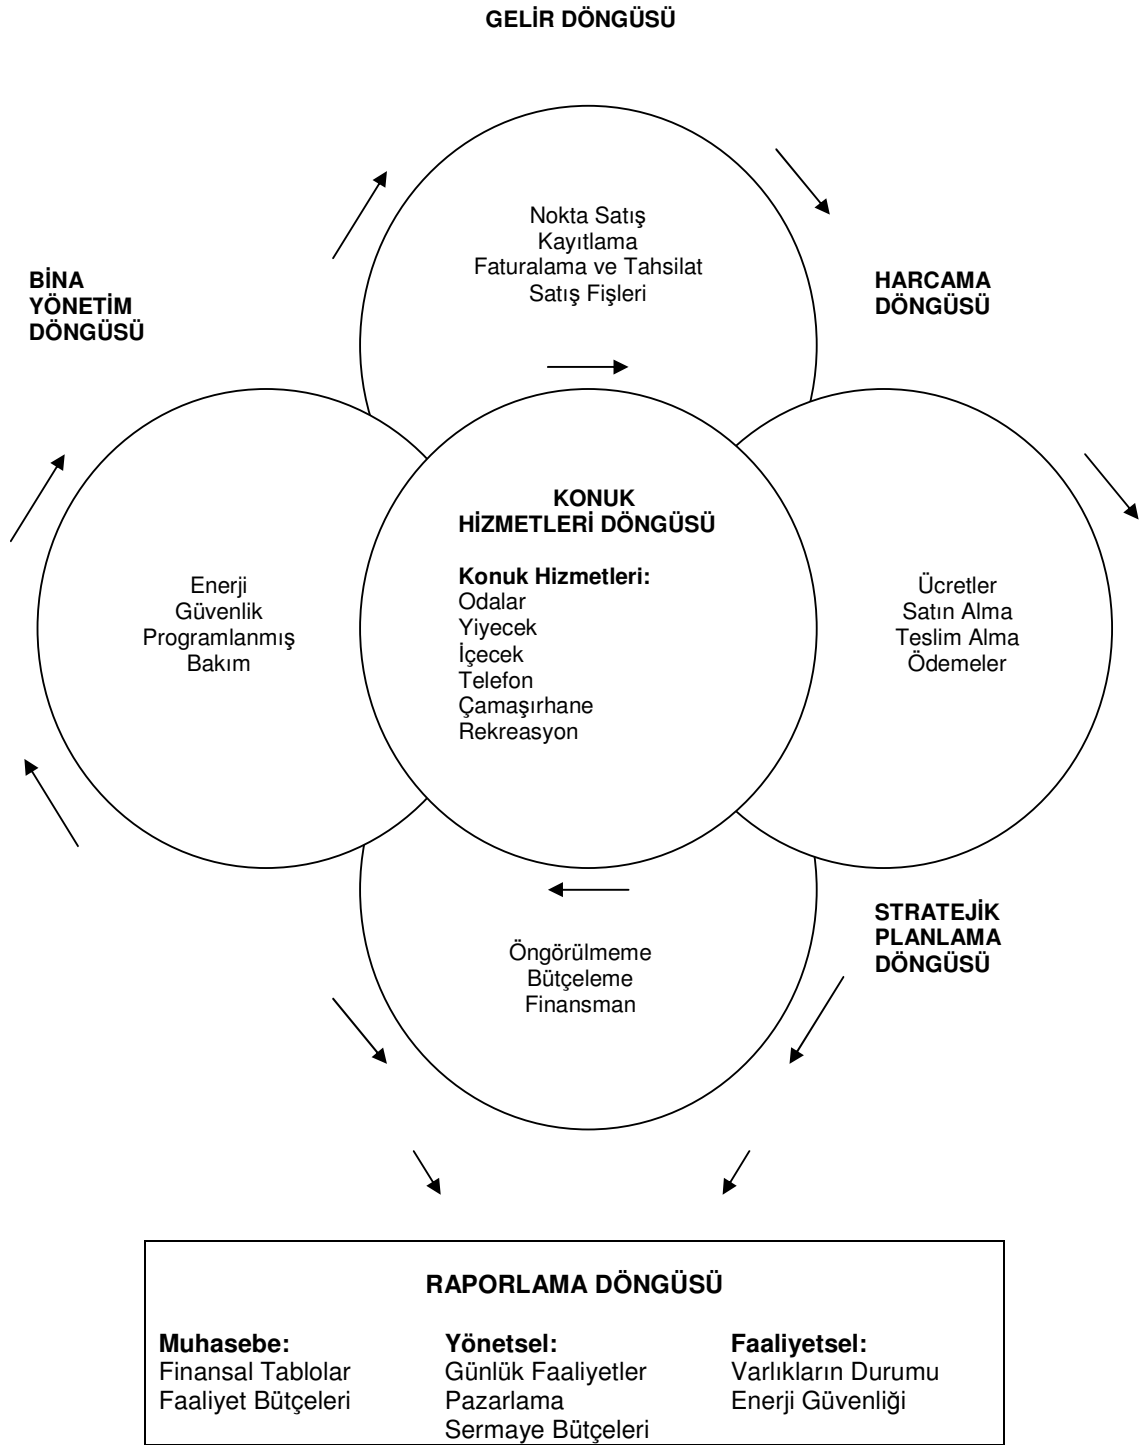 GELİR DÖNGÜSÜ
Nokta Satış
Kayıtlama
Faturalama ve Tahsilat
Satış Fişleri
BİNA
YÖNETİM
DÖNGÜSÜ
HARCAMA
DÖNGÜSÜ
KONUK
HİZMETLERİ DÖNGÜSÜ
Konuk Hizmetleri:
Odalar
Yiyecek
İçecek
Telefon
Çamaşırhane
Rekreasyon
Enerji
Güvenlik
Programlanmış
Bakım
Ücretler
Satın Alma
Teslim Alma
Ödemeler
STRATEJİK
PLANLAMA
DÖNGÜSÜ
Öngörülmeme
Bütçeleme
Finansman
RAPORLAMA DÖNGÜSÜ
Muhasebe:
Finansal Tablolar
Faaliyet Bütçeleri
Yönetsel:
Günlük Faaliyetler
Pazarlama
Sermaye Bütçeleri
Faaliyetsel:
Varlıkların Durumu
Enerji Güvenliği